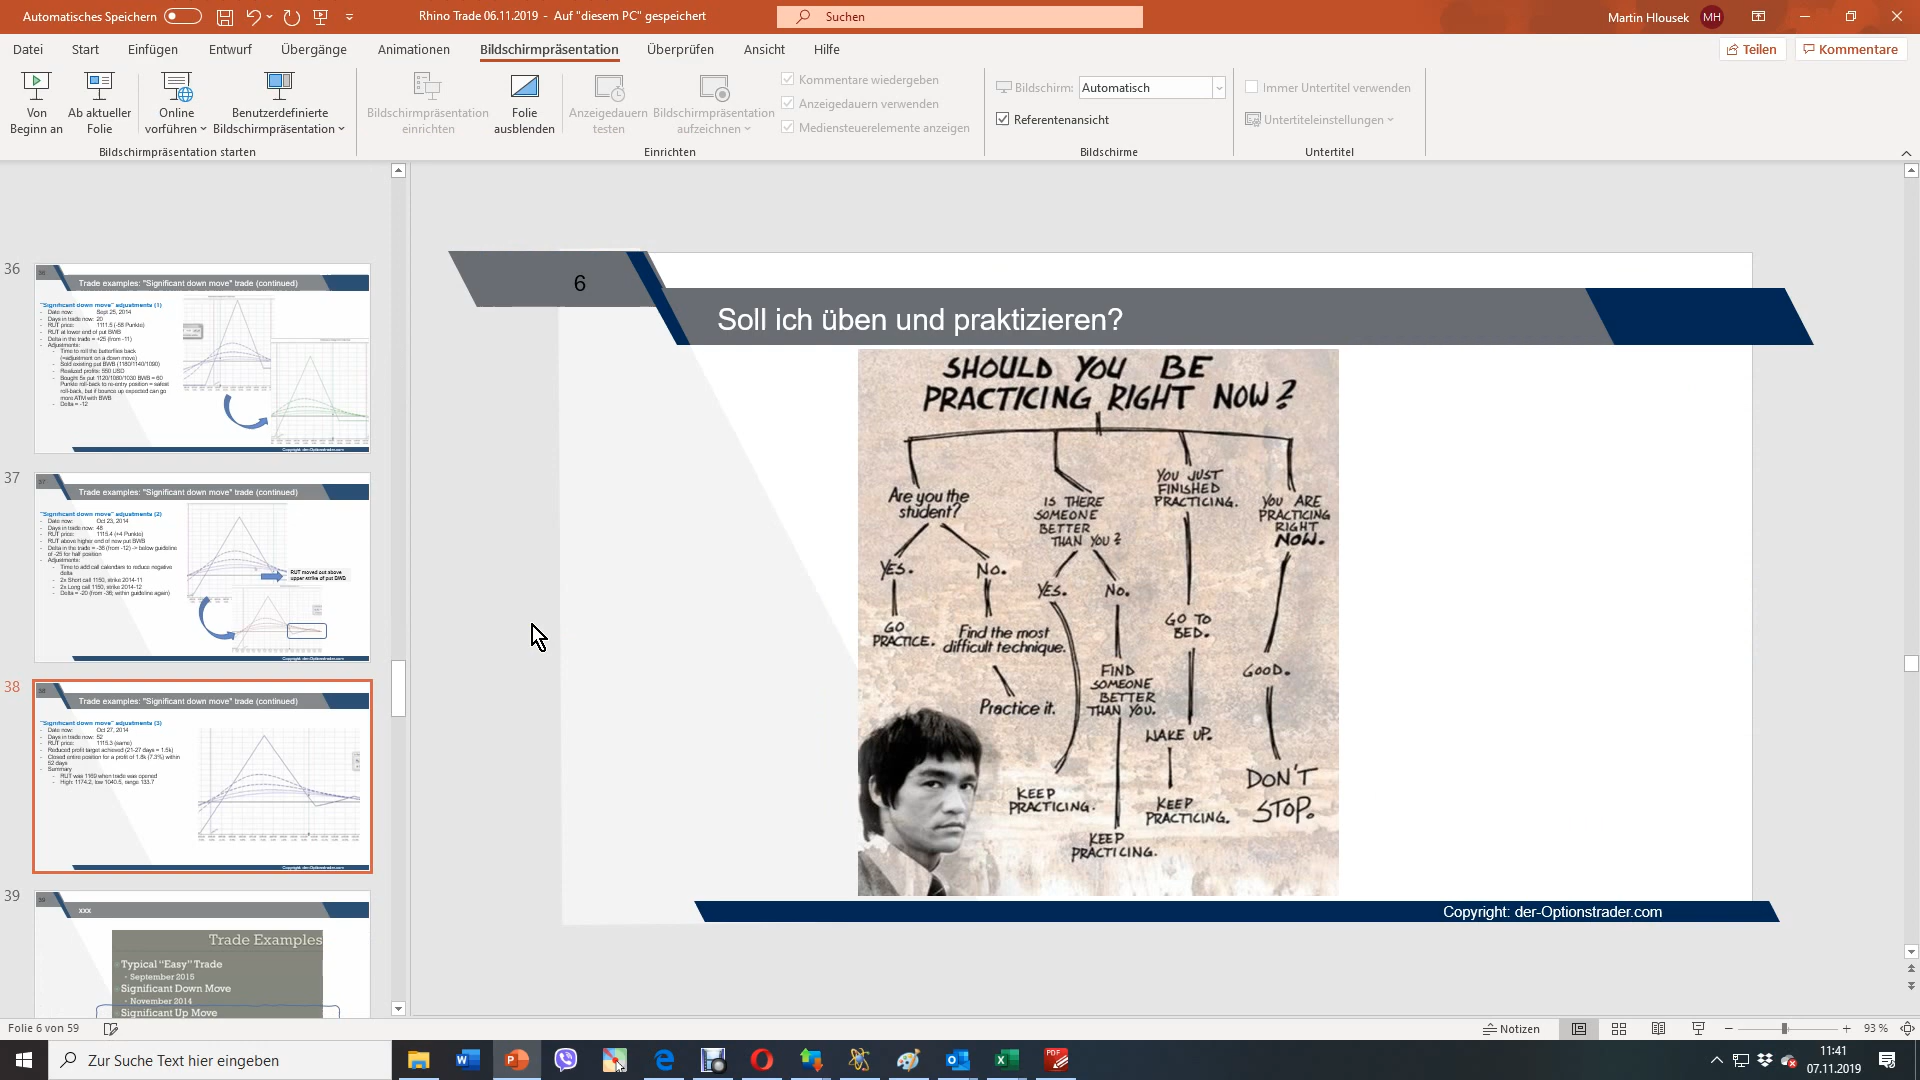 Automatisches Speichern
Rhino Trade 06.11.2019 - Auf "diesem PC" gespeichert
Suchen
Martin Hlousek
MH
Datei
Start
Einfügen
Entwurf
Übergänge
Animationen
Bildschirmpräsentation
Überprüfen
Ansicht
Hilfe
Teilen
Kommentare
Von
Beginn an
Ab aktueller
Folie
Online
vorführen
Benutzerdefinierte
Bildschirmpräsentation
Bildschirmpräsentation starten
Bildschirmpräsentation
einrichten
Folie
ausblenden
Anzeigedauern
testen
Bildschirmpräsentation
aufzeichnen
Kommentare wiedergeben
Anzeigedauern verwenden
Mediensteuerelemente anzeigen
Einrichten
Bildschirm:
Automatisch
Referentenansicht
Bildschirme
Immer Untertitel verwenden
Untertiteleinstellungen
Untertitel
36
Trade examples: "Significant down move" trade (continued)
"Significant down move" adjustments (1)
- Date now: Sept 25, 2014
- Days in trade now: 20
- RUT price: 1111.5 (-58 Punkte)
- RUT at lower end of put BWB
- Delta in the trade = +25 (from -11)
- Adjustments:
- Time to roll the butterflies back
(=adjustment on a down move)
- Sold existing put BWB (1180/1140/1090)
- Realized profits: 550 USD
- Bought 5x put 1120/1080/1030 BWB = 60
Punkte roll-back to re-entry position = safest
roll-back, but if bounce up expected can go
more ATM with BWB
- Delta = -12
Copyright: der-Optionstrader.com
37
Trade examples: "Significant down move" trade (continued)
"Significant down move" adjustments (2)
- Date now: Oct 23, 2014
- Days in trade now: 48
- RUT price: 1115.4 (+4 Punkte)
- RUT above higher end of new put BWB
- Delta in the trade = -36 (from -12) -> below guideline
of -25 for half position
- Adjustments:
- Time to add call calendars to reduce negative
delta
- 2x Short call 1150, strike 2014-11
- 2x Long call 1150, strike 2014-12
- Delta = -20 (from -36; within guideline again)
RUT moved out above
upper strike of put BWB
Copyright: der-Optionstrader.com
38
Trade examples: "Significant down move" trade (continued)
"Significant down move" adjustments (3)
- Date now: Oct 27, 2014
- Days in trade now: 52
- RUT price: 1115.3 (same)
- Reduced profit target achieved (21-27 days = 1.5k)
- Closed entire position for a profit of 1.8k (7.3%) within
52 days
- Summary
- RUT was 1169 when trade was opened
- High: 1174.2, low 1040.5, range 133.7
Copyright: der-Optionstrader.com
39
xxx
Trade Examples
Typical “Easy” Trade
• September 2015
Significant Down Move
• November 2014
Significant Up Move
6
Soll ich üben und praktizieren?
SHOULD YOU BE
PRACTICING RIGHT NOW?
Are you the
student?
YES.
GO
PRACTICE.
NO.
Find the most
difficult technique.
Practice it.
IS THERE
SOMEONE
BETTER
THAN YOU?
YES.
KEEP
PRACTICING.
NO.
FIND
SOMEONE
BETTER
THAN YOU.
KEEP
PRACTICING.
YOU JUST
FINISHED
PRACTICING.
GO TO
BED.
WAKE UP.
KEEP
PRACTICING.
YOU ARE
PRACTICING
RIGHT
NOW.
GOOD.
DON'T
STOP.
Copyright: der-Optionstrader.com
Folie 6 von 59
Notizen
93 %
Zur Suche Text hier eingeben
11:41
07.11.2019